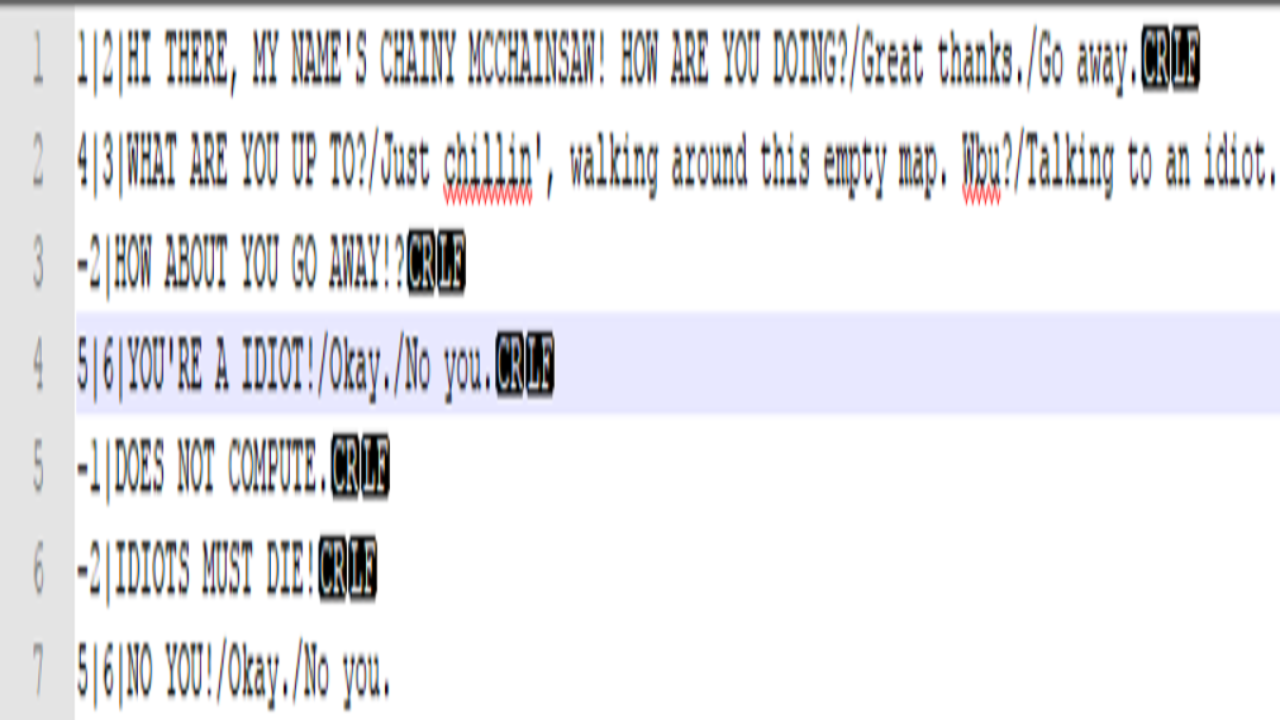 1 1|2|HI THERE, MY NAME'S CHAINY MCCHAINSAW! HOW ARE YOU DOING?/Great thanks./Go away.CRLF
2 4|3|WHAT ARE YOU UP TO?/Just chillin', walking around this empty map. Wbu?/Talking to an idiot.
3 -2|HOW ABOUT YOU GO AWAY!?CRLF
4 5|6|YOU'RE A IDIOT!/Okay./No you.CRLF
5 -1|DOES NOT COMPUTE.CRLF
6 -2|IDIOTS MUST DIE!CRLF
7 5|6|NO YOU!/Okay./No you.